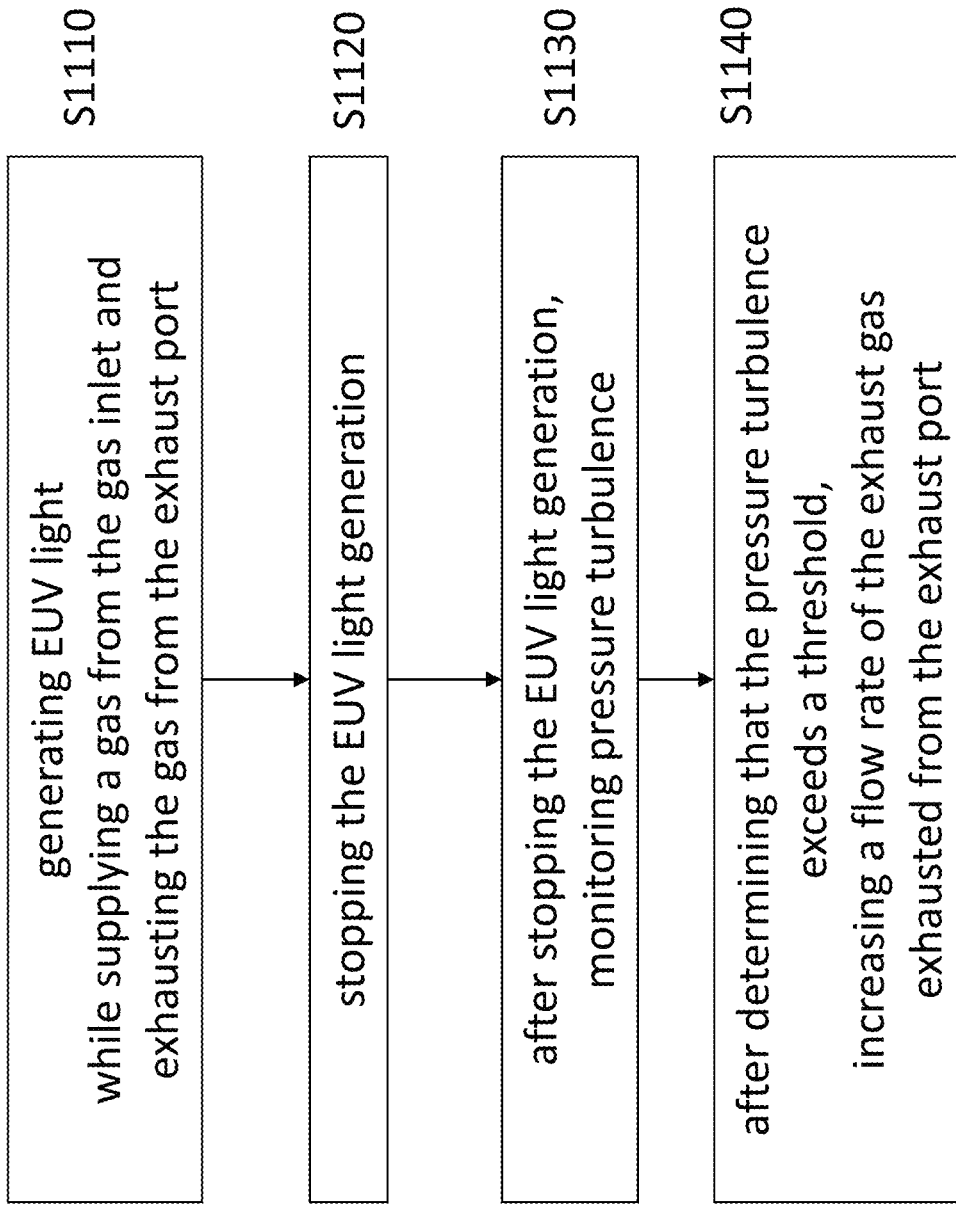 generating EUV light
while supplying a gas from the gas inlet and
exhausting the gas from the exhaust port
S1110
stopping the EUV light generation
S1120
after stopping the EUV light generation,
monitoring pressure turbulence
S1130
after determining that the pressure turbulence
exceeds a threshold,
increasing a flow rate of the exhaust gas
exhausted from the exhaust port
S1140